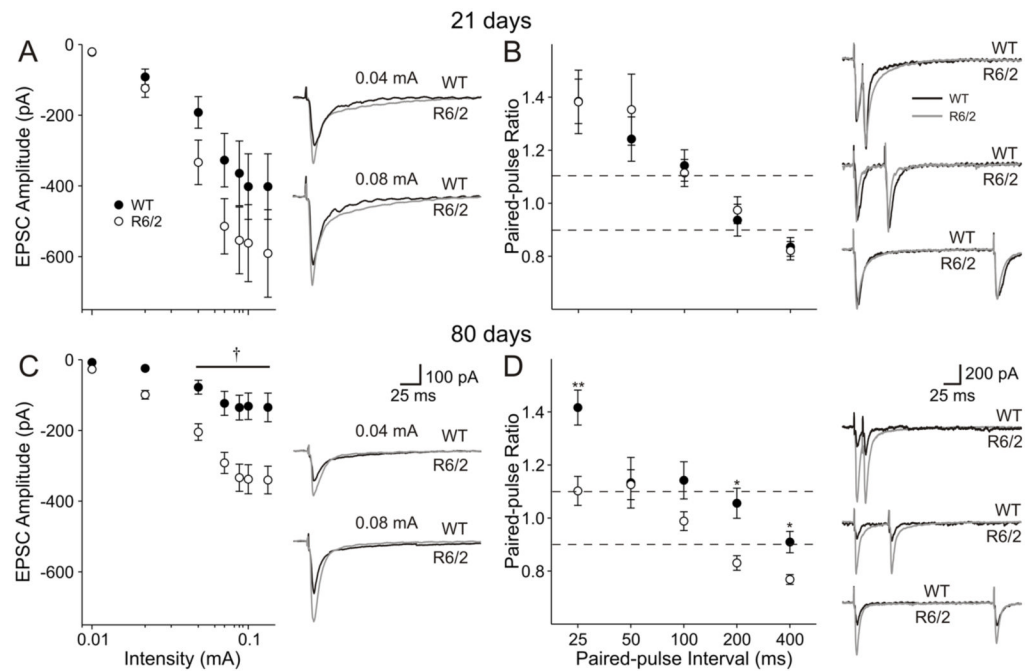 21 days
A
0
-200
-400
-600
EPSC Amplitude (pA)
WT
R6/2
0.04 mA
WT
R6/2
0.08 mA
WT
R6/2
B
1.4
1.2
1.0
0.8
Paired-pulse Ratio
WT
R6/2
WT
R6/2
WT
R6/2
WT
R6/2
80 days
C
0
-200
-400
-600
EPSC Amplitude (pA)
†
0.01
0.1
Intensity (mA)
100 pA
25 ms
0.04 mA
WT
R6/2
0.08 mA
WT
R6/2
D
1.4
1.2
1.0
0.8
Paired-pulse Ratio
**
*
*
25 50 100 200 400
Paired-pulse Interval (ms)
200 pA
25 ms
WT
R6/2
WT
R6/2
WT
R6/2